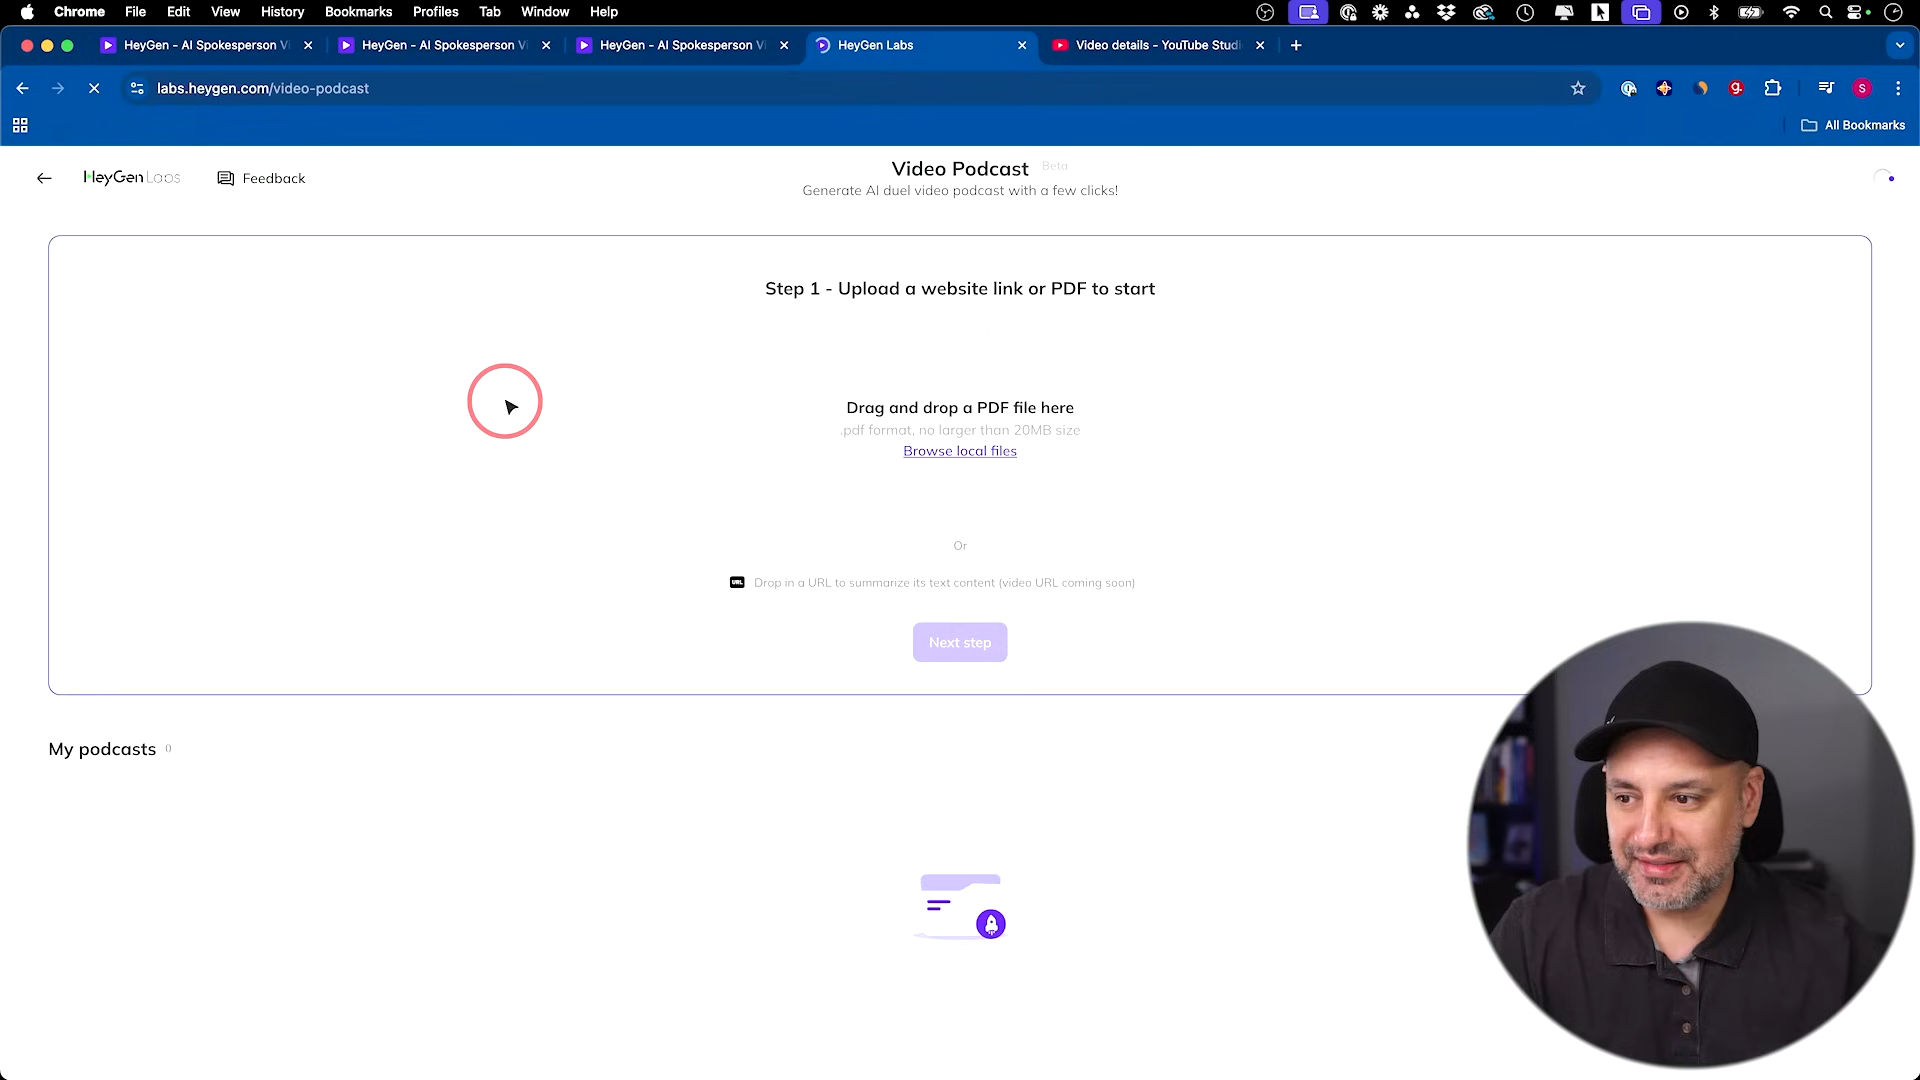 Chrome File Edit View History Bookmarks Profiles Tab Window Help
HeyGen - AI Spokesperson Vi
HeyGen - AI Spokesperson Vi
HeyGen - AI Spokesperson Vi
HeyGen Labs
Video details - YouTube Studi
labs.heygen.com/video-podcast
g.
S
All Bookmarks
HeyGen Labs
Feedback
Video Podcast Beta
Generate AI duel video podcast with a few clicks!
Step 1 - Upload a website link or PDF to start
Drag and drop a PDF file here
.pdf format, no larger than 20MB size
Browse local files
Or
URL Drop in a URL to summarize its text content (video URL coming soon)
Next step
My podcasts 0